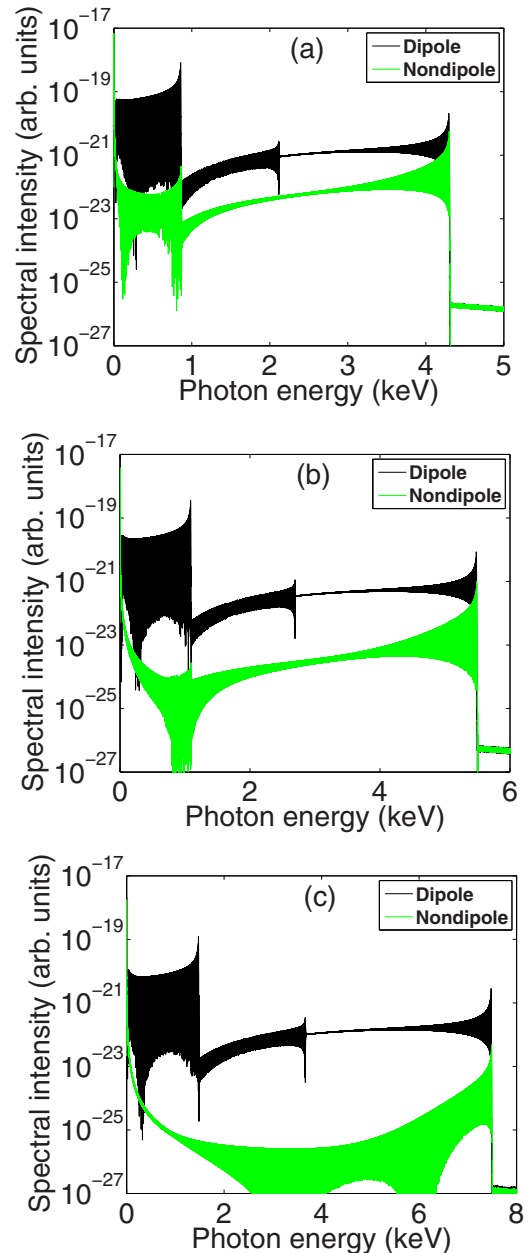 (a)
Dipole
Nondipole
Spectral intensity (arb. units)
10^-17
10^-19
10^-21
10^-23
10^-25
10^-27
0 1 2 3 4 5
Photon energy (keV)
(b)
Dipole
Nondipole
Spectral intensity (arb. units)
10^-17
10^-19
10^-21
10^-23
10^-25
10^-27
0 2 4 6
Photon energy (keV)
(c)
Dipole
Nondipole
Spectral intensity (arb. units)
10^-17
10^-19
10^-21
10^-23
10^-25
10^-27
0 2 4 6 8
Photon energy (keV)